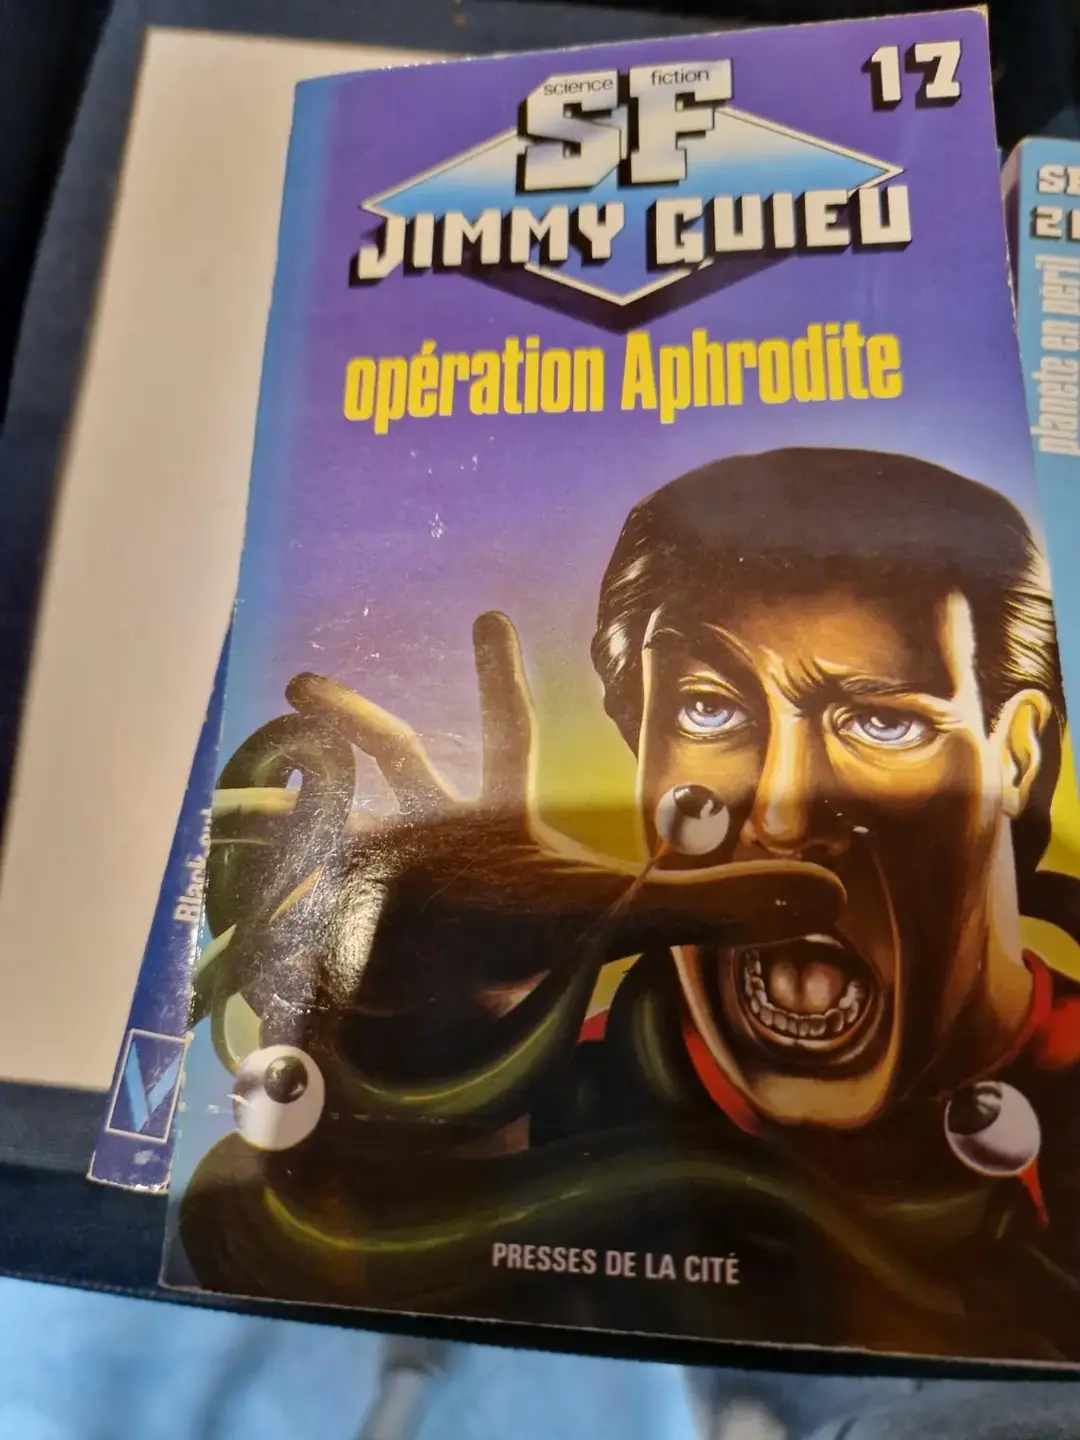 science fiction
SF
17
JIMMY GUIEU
opération Aphrodite
PRESSES DE LA CITÉ
planète en péril